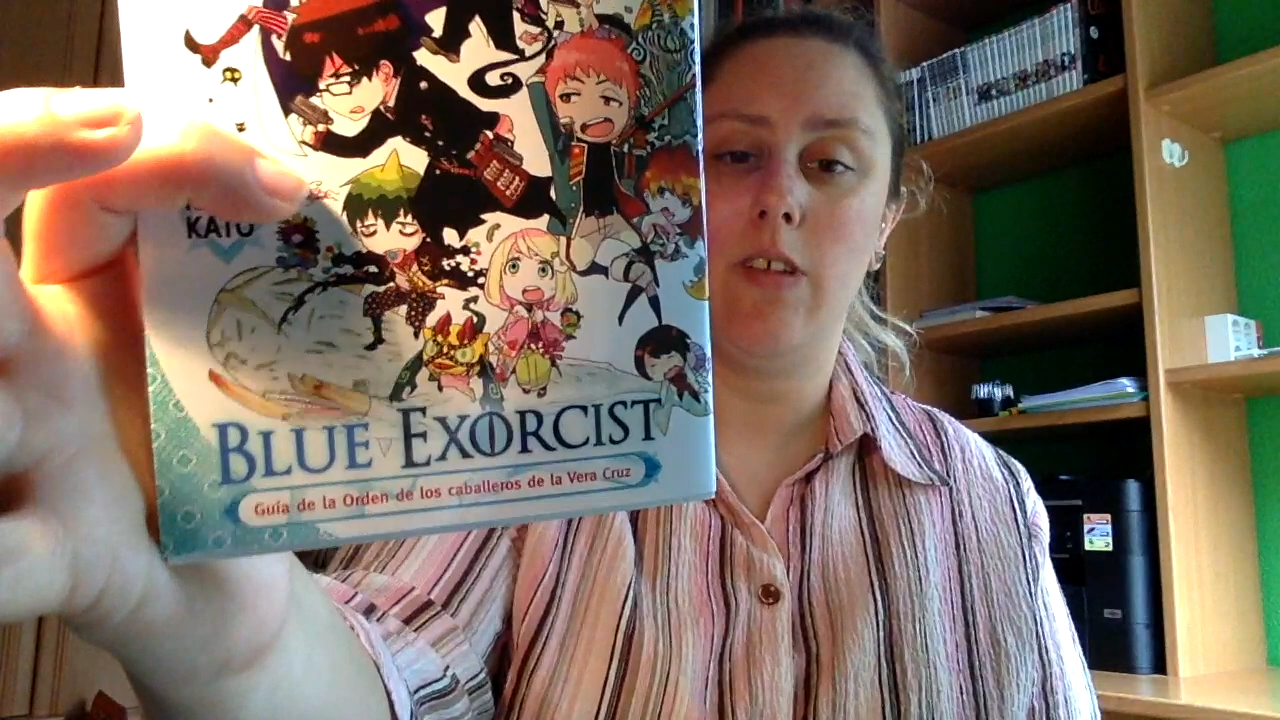 KATO
BLUE EXORCIST
Guía de la Orden de los caballeros de la Vera Cruz